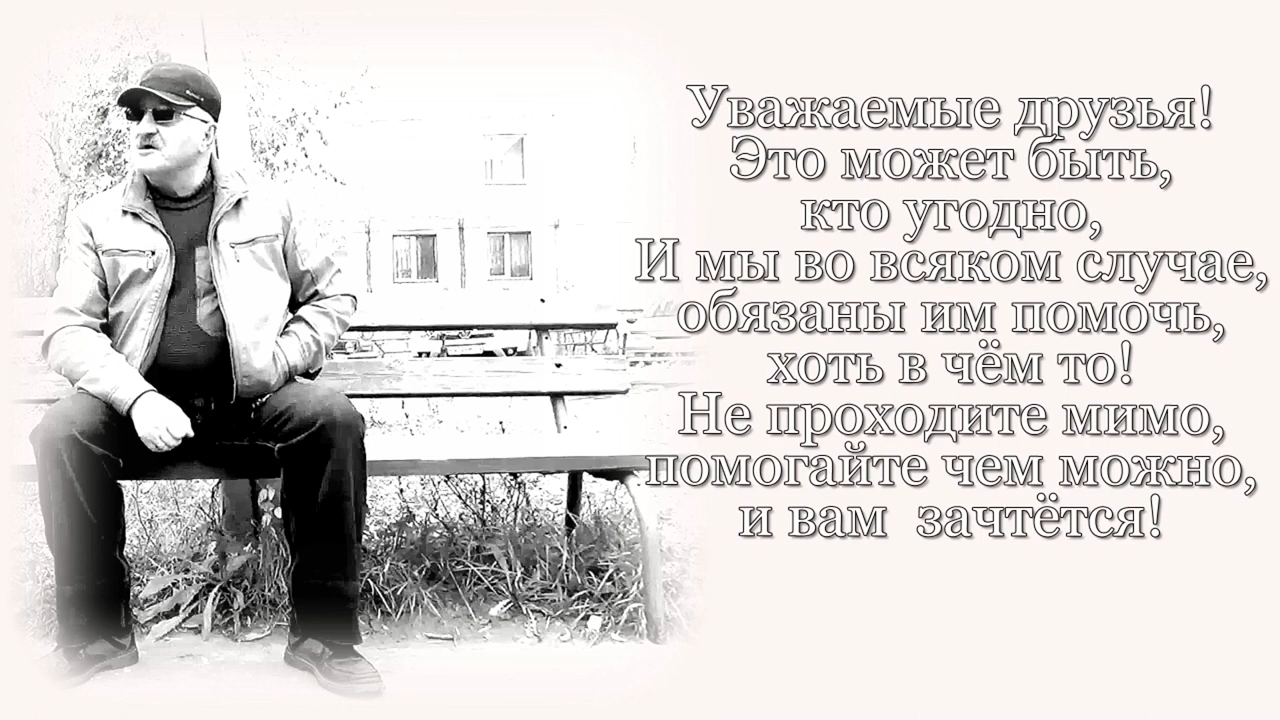 Уважаемые друзья!
Это может быть,
кто угодно,
И мы во всяком случае,
обязаны им помочь,
хоть в чём то!
Не проходите мимо,
помогайте чем можно,
и вам зачтётся!